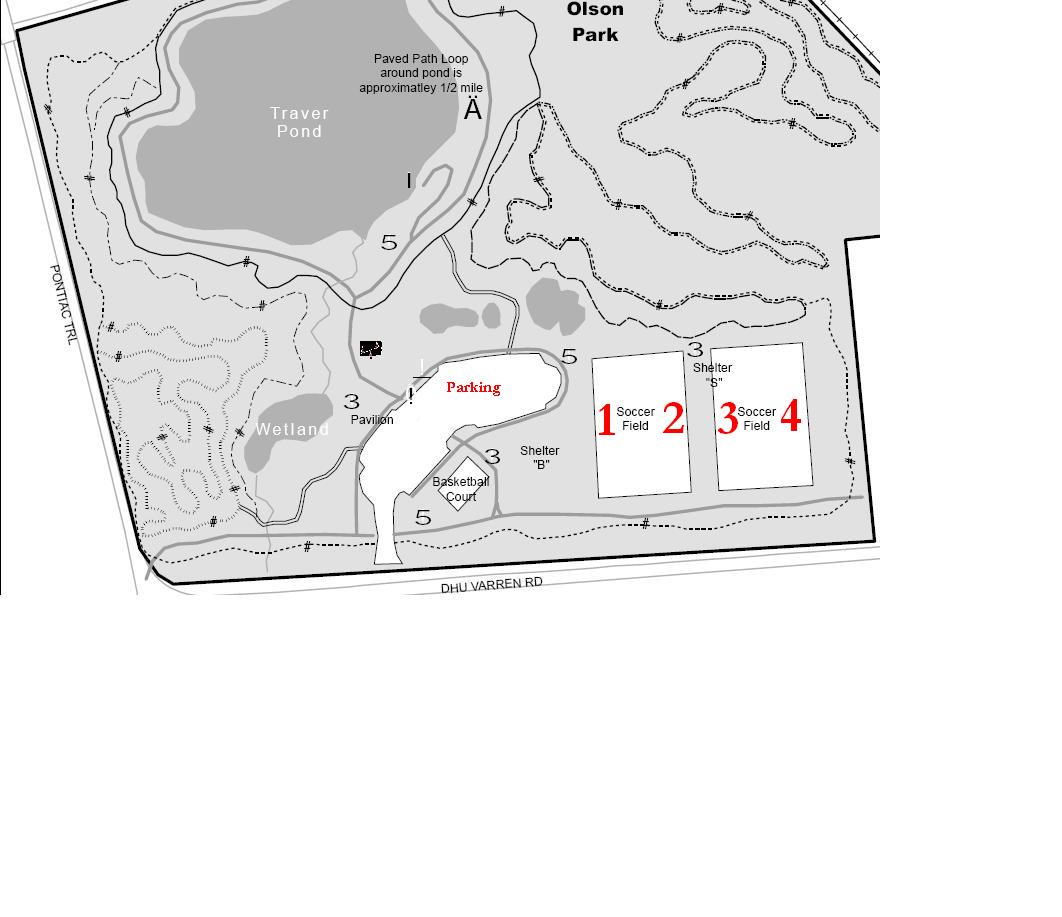 Olson
Park
Paved Path Loop
around pond is
approximatley 1/2 mile
Ä
Traver
Pond
I
5
PONTIAC TRL
5
3
Shelter
"S"
Parking
!
3
Pavilion
Wetland
1 Soccer Field 2
3 Soccer Field 4
3
Shelter
"B"
Basketball
Court
5
DHU VARREN RD